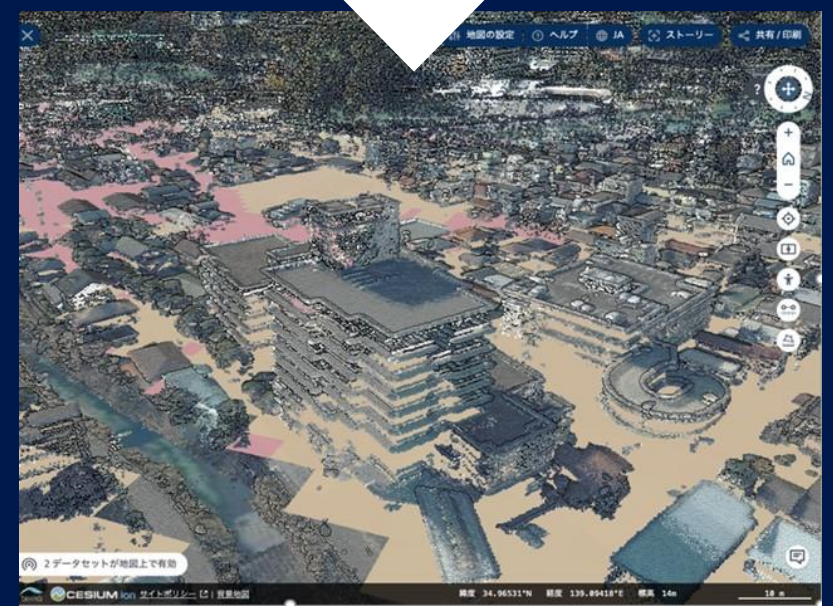 地図の設定 ? ヘルプ JA ストーリー 共有 / 印刷
?
+
−
2 データセットが地図上で有効
CESIUM ion サイトポリシー | 背景地図 緯度 34.96531°N 経度 139.09418°E 標高 14m 10 m